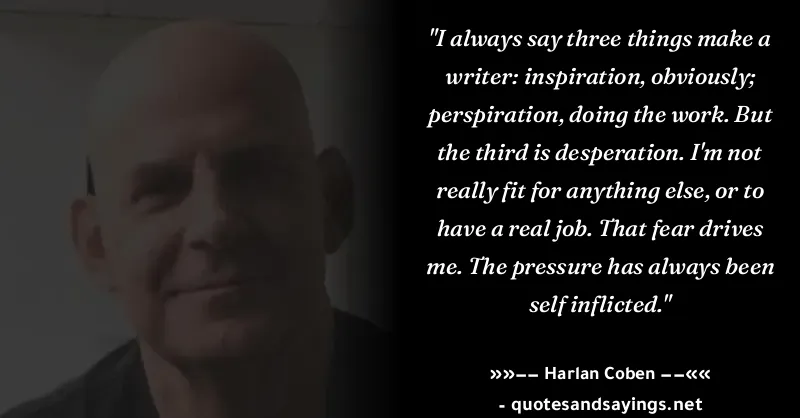 "I always say three things make a
writer: inspiration, obviously;
perspiration, doing the work. But
the third is desperation. I'm not
really fit for anything else, or to
have a real job. That fear drives
me. The pressure has always been
self inflicted."
»»–– Harlan Coben ––««
- quotesandsayings.net